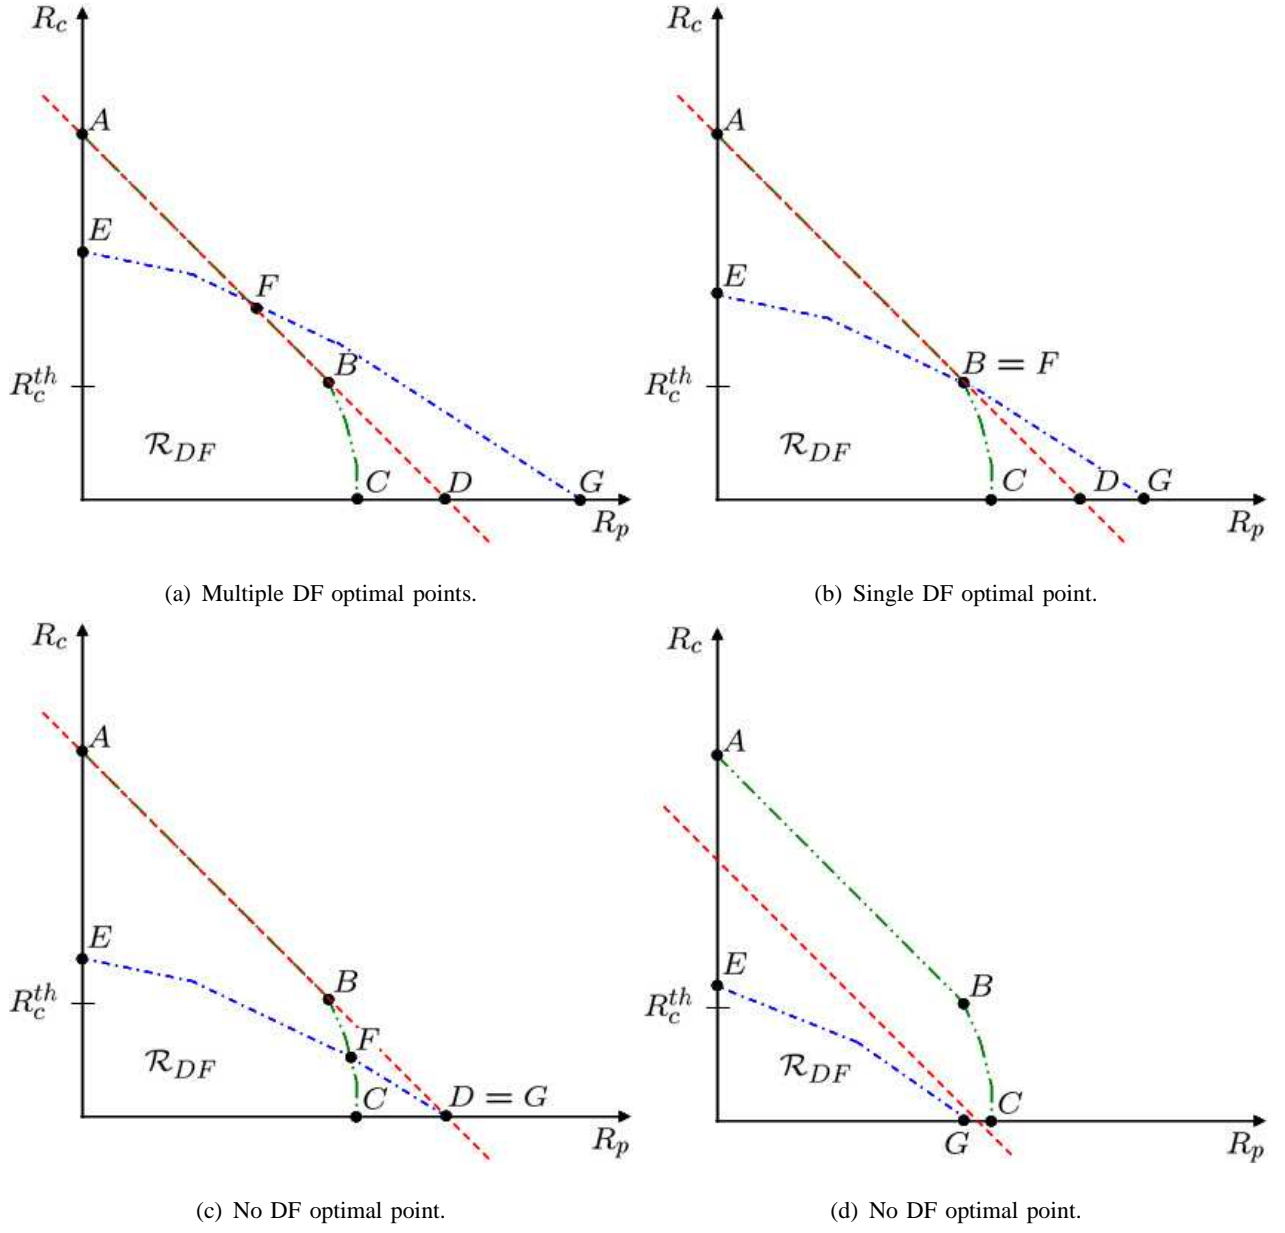 R_c
A
E
F
B
R_c^{th}
\mathcal{R}_{DF}
C
D
G
R_p
(a) Multiple DF optimal points.
R_c
A
E
B = F
R_c^{th}
\mathcal{R}_{DF}
C
D
G
R_p
(b) Single DF optimal point.
R_c
A
E
B
R_c^{th}
F
\mathcal{R}_{DF}
C
D = G
R_p
(c) No DF optimal point.
R_c
A
E
B
R_c^{th}
\mathcal{R}_{DF}
C
G
R_p
(d) No DF optimal point.